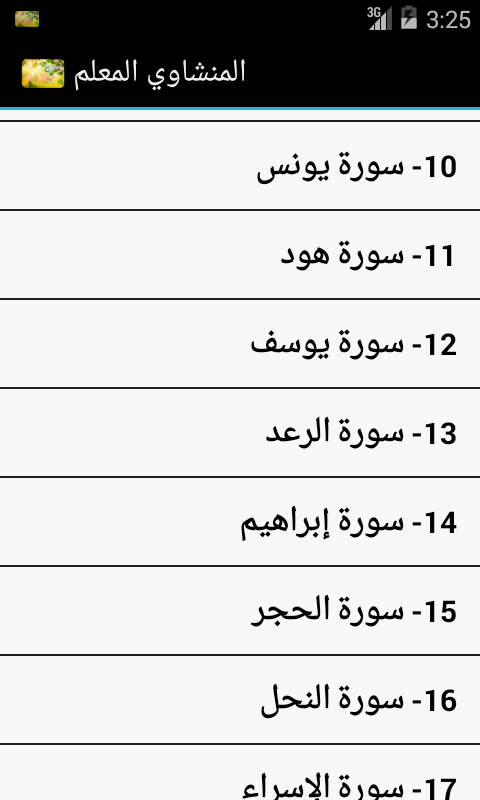 3G 3:25
المنشاوي المعلم
10- سورة يونس
11- سورة هود
12- سورة يوسف
13- سورة الرعد
14- سورة إبراهيم
15- سورة الحجر
16- سورة النحل
17- سورة الإسراء